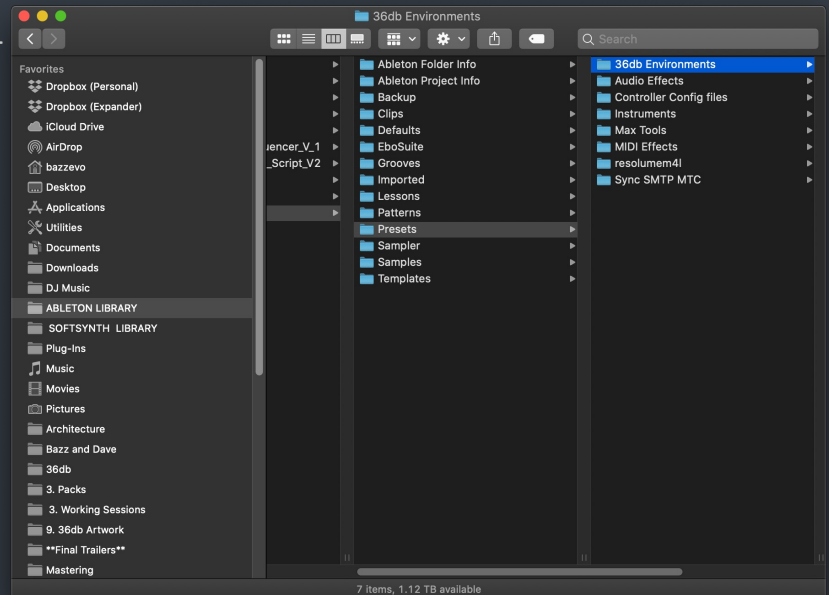 36db Environments
Search
Favorites
Dropbox (Personal)
Dropbox (Expander)
iCloud Drive
AirDrop
bazzevo
Desktop
Applications
Utilities
Documents
Downloads
DJ Music
ABLETON LIBRARY
SOFTSYNTH LIBRARY
Plug-Ins
Music
Movies
Pictures
Architecture
Bazz and Dave
36db
3. Packs
3. Working Sessions
9. 36db Artwork
**Final Trailers**
Mastering
uencer_V_1
_Script_V2
Ableton Folder Info
Ableton Project Info
Backup
Clips
Defaults
EboSuite
Grooves
Imported
Lessons
Patterns
Presets
Sampler
Samples
Templates
36db Environments
Audio Effects
Controller Config files
Instruments
Max Tools
MIDI Effects
resolumem4l
Sync SMTP MTC
7 items, 1.12 TB available